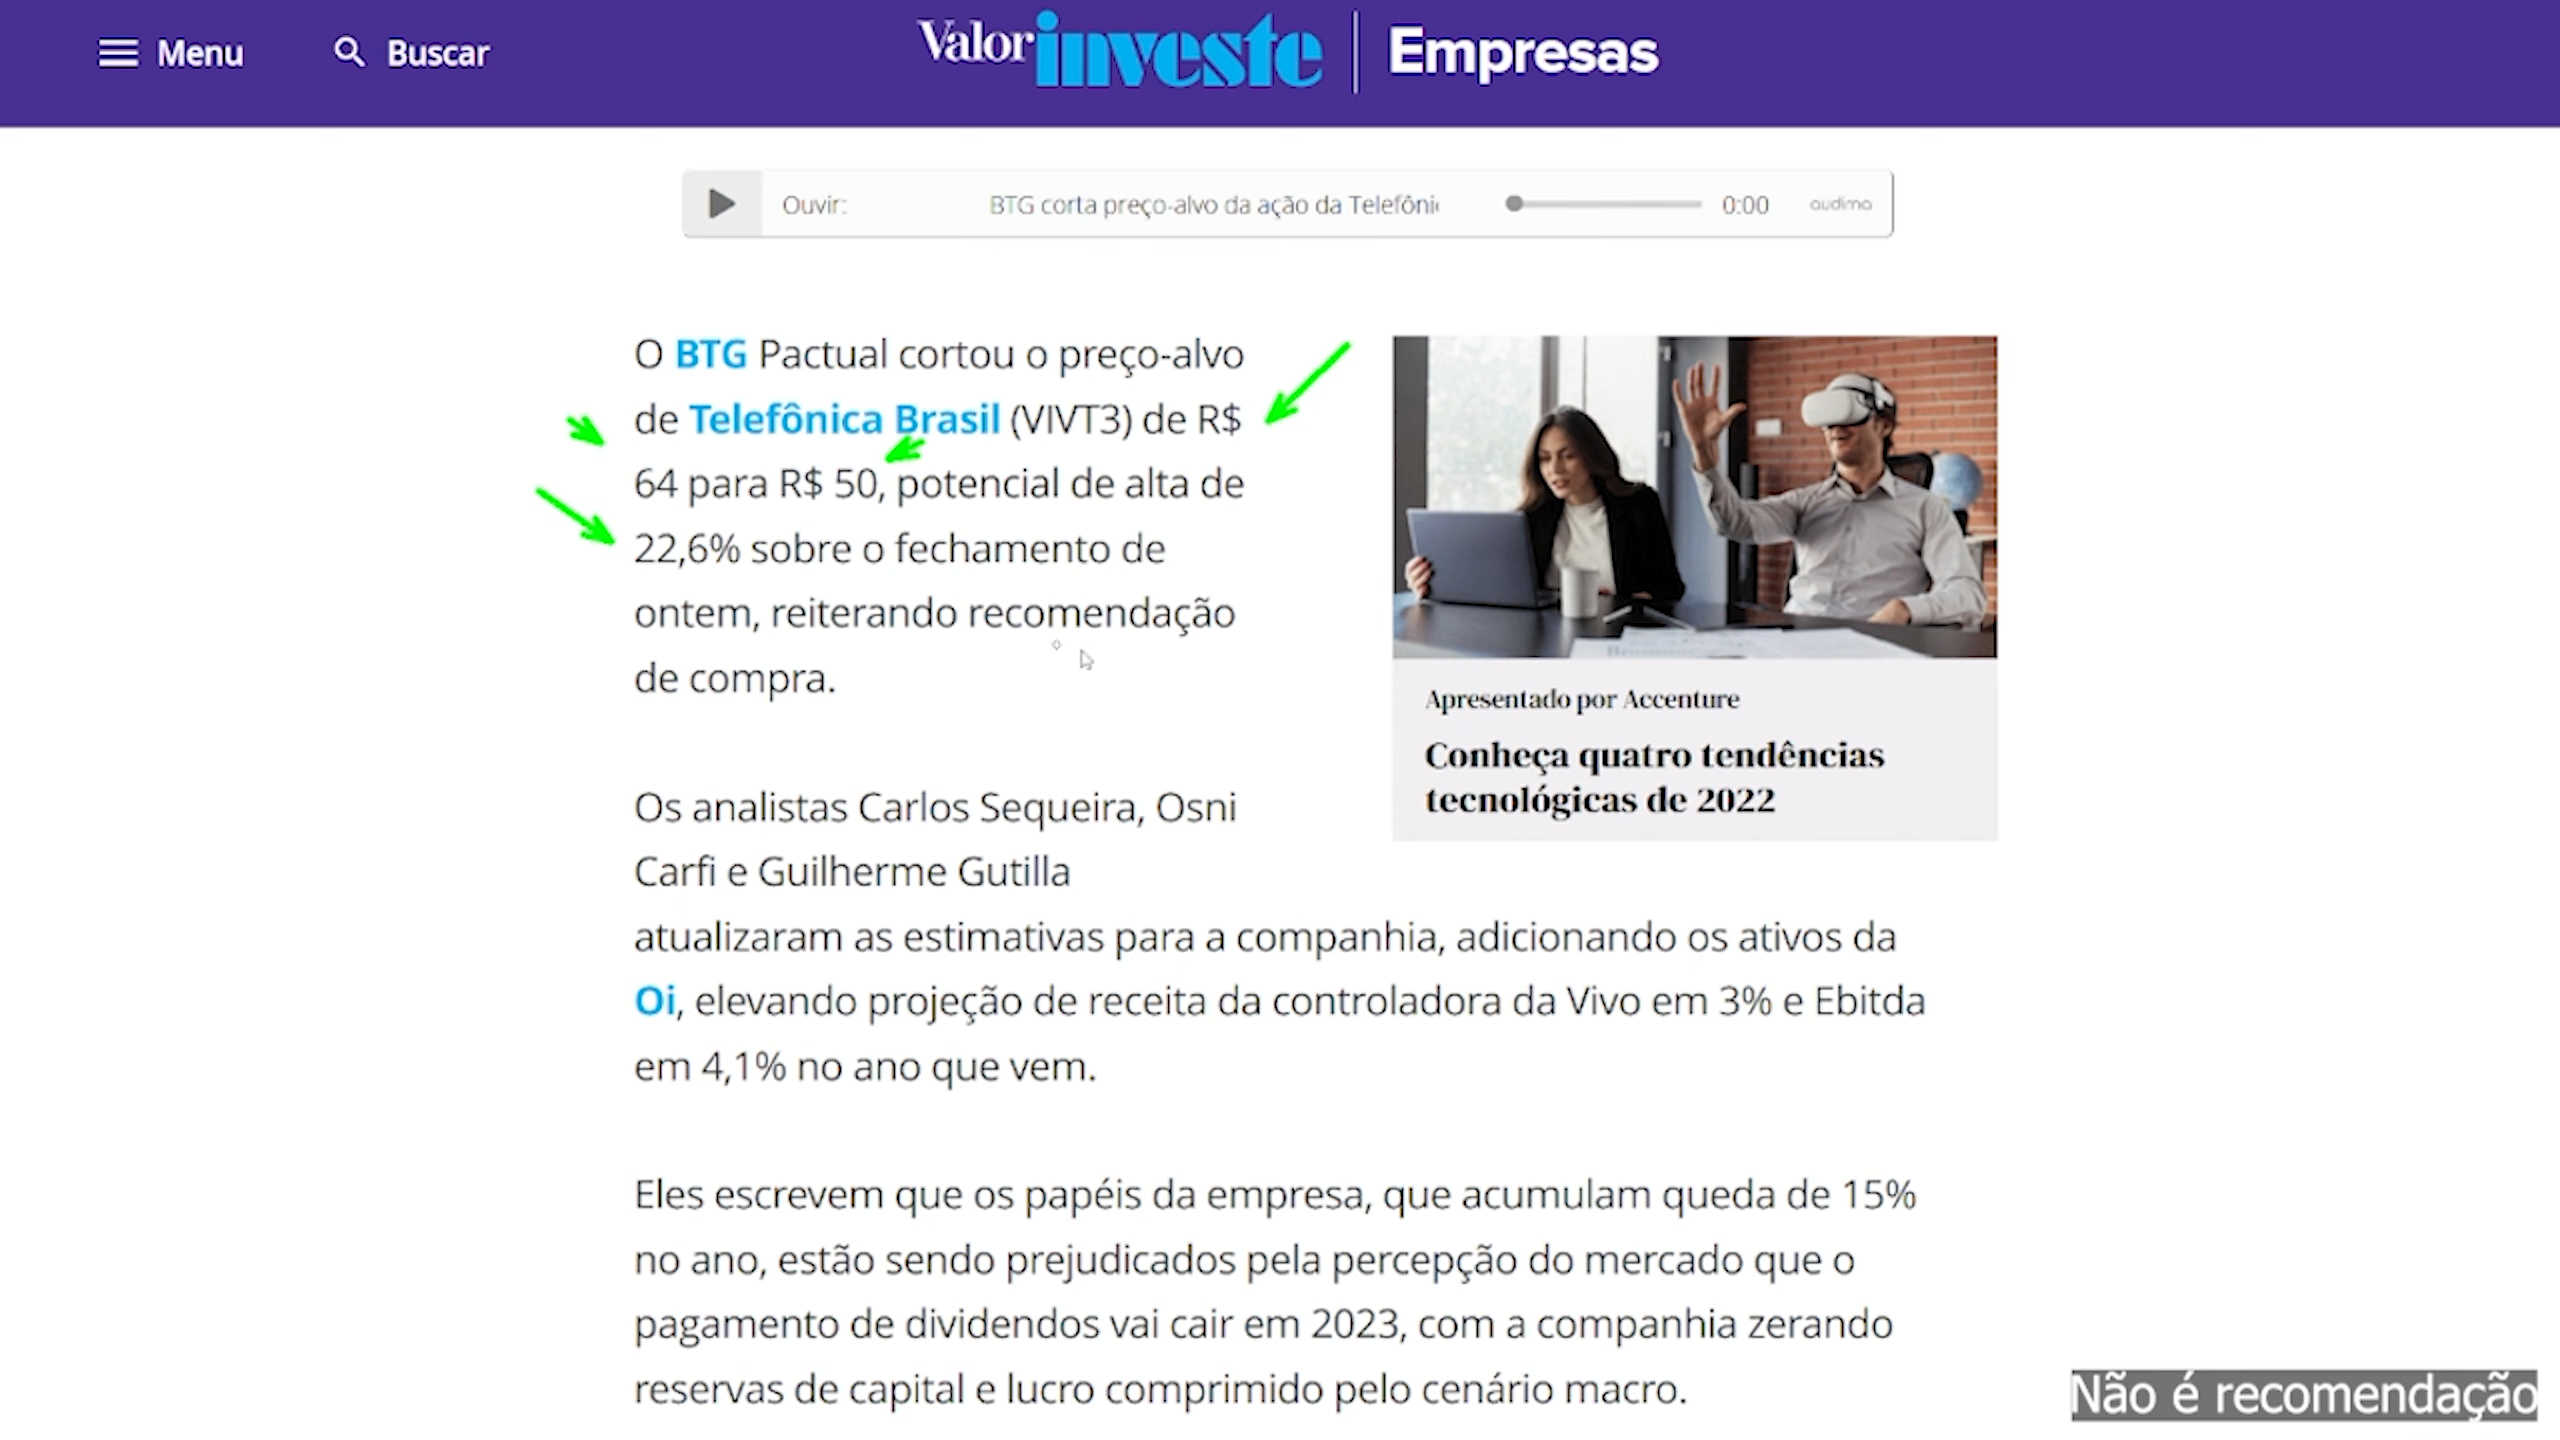 Menu
Buscar
Valor investe
Empresas
Ouvir:
BTG corta preço-alvo da ação da Telefôni
0:00
audima
O BTG Pactual cortou o preço-alvo
de Telefônica Brasil (VIVT3) de R$
64 para R$ 50, potencial de alta de
22,6% sobre o fechamento de
ontem, reiterando recomendação
de compra.
Apresentado por Accenture
Conheça quatro tendências
tecnológicas de 2022
Os analistas Carlos Sequeira, Osni
Carfi e Guilherme Gutilla
atualizaram as estimativas para a companhia, adicionando os ativos da
Oi, elevando projeção de receita da controladora da Vivo em 3% e Ebitda
em 4,1% no ano que vem.
Eles escrevem que os papéis da empresa, que acumulam queda de 15%
no ano, estão sendo prejudicados pela percepção do mercado que o
pagamento de dividendos vai cair em 2023, com a companhia zerando
reservas de capital e lucro comprimido pelo cenário macro.
Não é recomendação